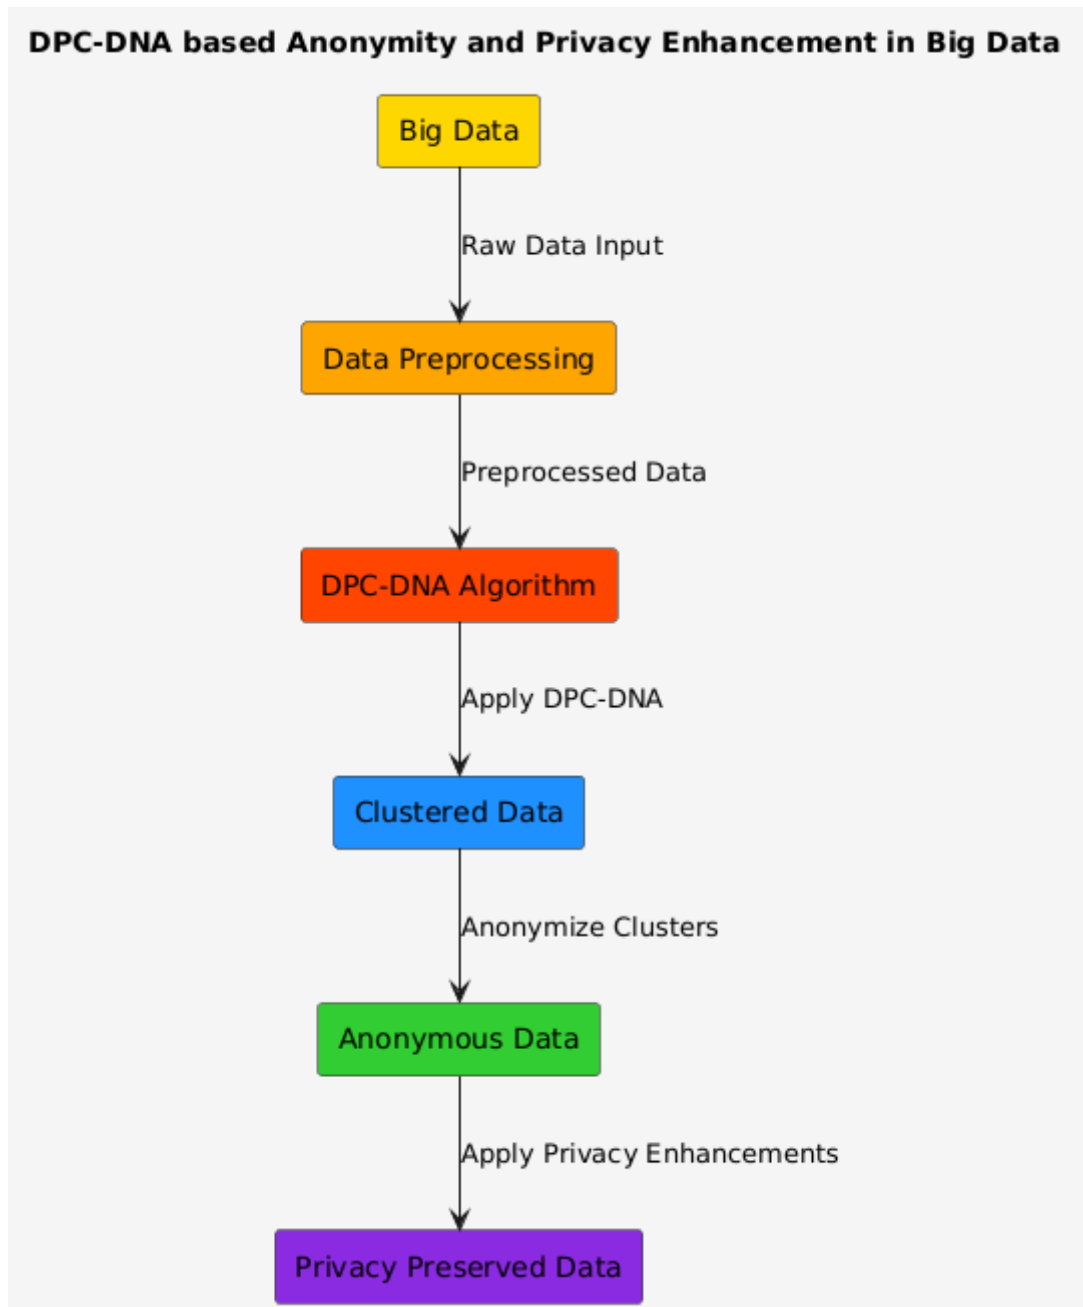 DPC-DNA based Anonymity and Privacy Enhancement in Big Data
Big Data
Raw Data Input
Data Preprocessing
Preprocessed Data
DPC-DNA Algorithm
Apply DPC-DNA
Clustered Data
Anonymize Clusters
Anonymous Data
Apply Privacy Enhancements
Privacy Preserved Data